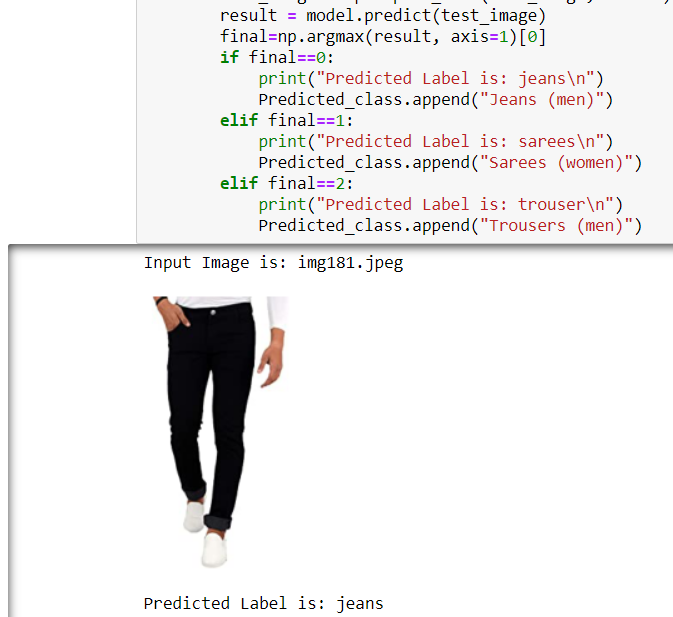 result = model.predict(test_image)
final=np.argmax(result, axis=1)[0]
if final==0:
print("Predicted Label is: jeans\n")
Predicted_class.append("Jeans (men)")
elif final==1:
print("Predicted Label is: sarees\n")
Predicted_class.append("Sarees (women)")
elif final==2:
print("Predicted Label is: trouser\n")
Predicted_class.append("Trousers (men)")
Input Image is: img181.jpeg
Predicted Label is: jeans